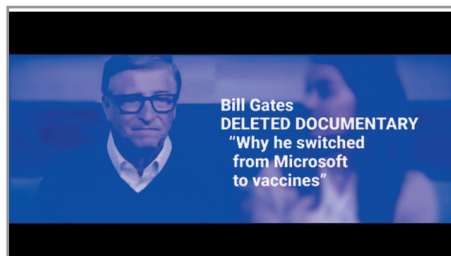 Bill Gates
DELETED DOCUMENTARY
“Why he switched
from Microsoft
to vaccines”